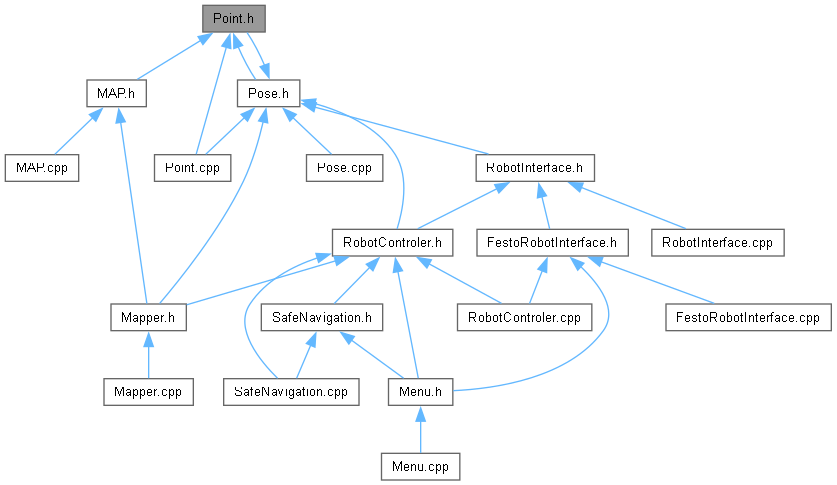 Point.h
MAP.h
Pose.h
MAP.cpp
Point.cpp
Pose.cpp
RobotInterface.h
RobotControler.h
FestoRobotInterface.h
RobotInterface.cpp
Mapper.h
SafeNavigation.h
RobotControler.cpp
FestoRobotInterface.cpp
Mapper.cpp
SafeNavigation.cpp
Menu.h
Menu.cpp